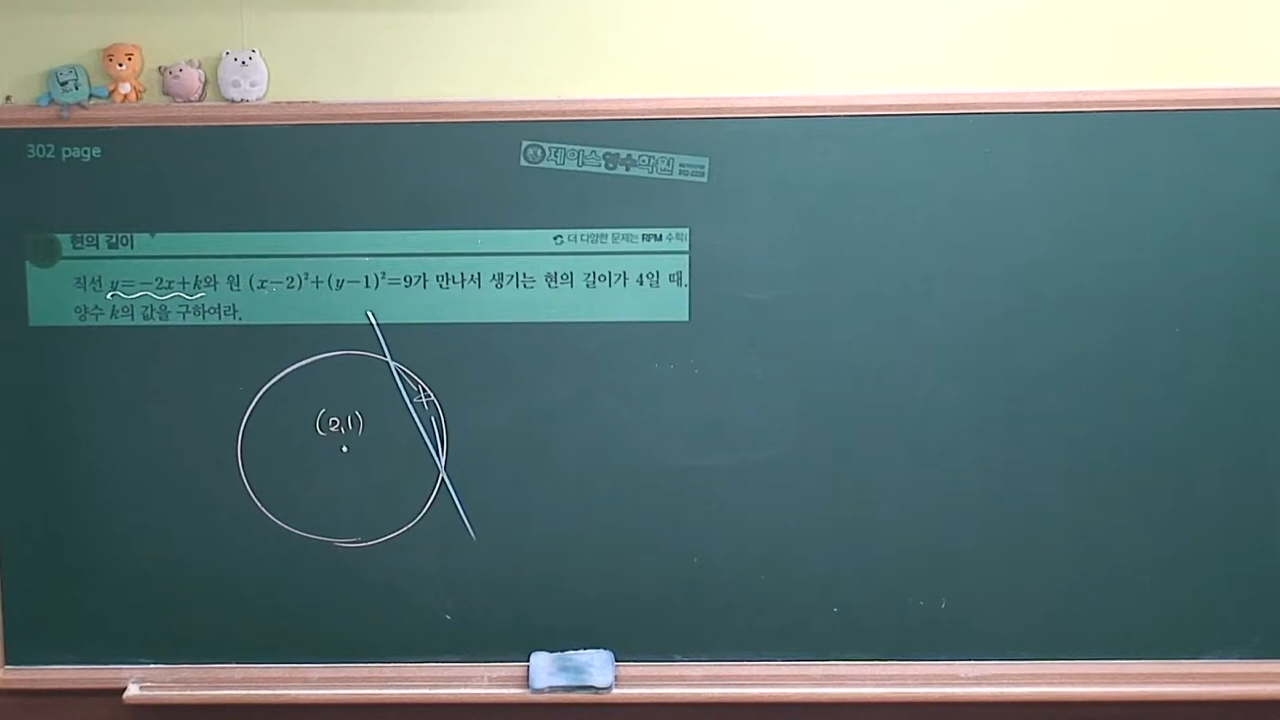 302 page
제이스영수학원
현의 길이
더 다양한 문제는 RPM 수학(
직선 y=-2x+k와 원 (x-2)²+(y-1)²=9가 만나서 생기는 현의 길이가 4일 때,
양수 k의 값을 구하여라.
4
(2,1)